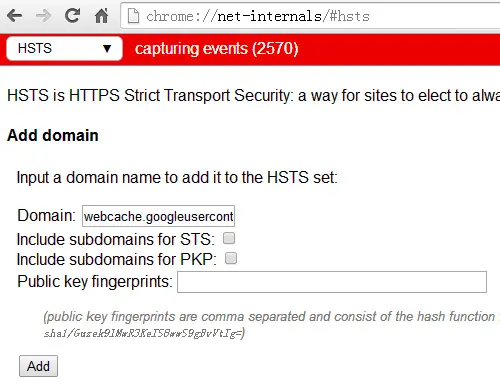 chrome://net-internals/#hsts
HSTS ▼ capturing events (2570)
HSTS is HTTPS Strict Transport Security: a way for sites to elect to alwa
Add domain
Input a domain name to add it to the HSTS set:
Domain: webcache.googleusercont
Include subdomains for STS:
Include subdomains for PKP:
Public key fingerprints:
(public key fingerprints are comma separated and consist of the hash function
Add